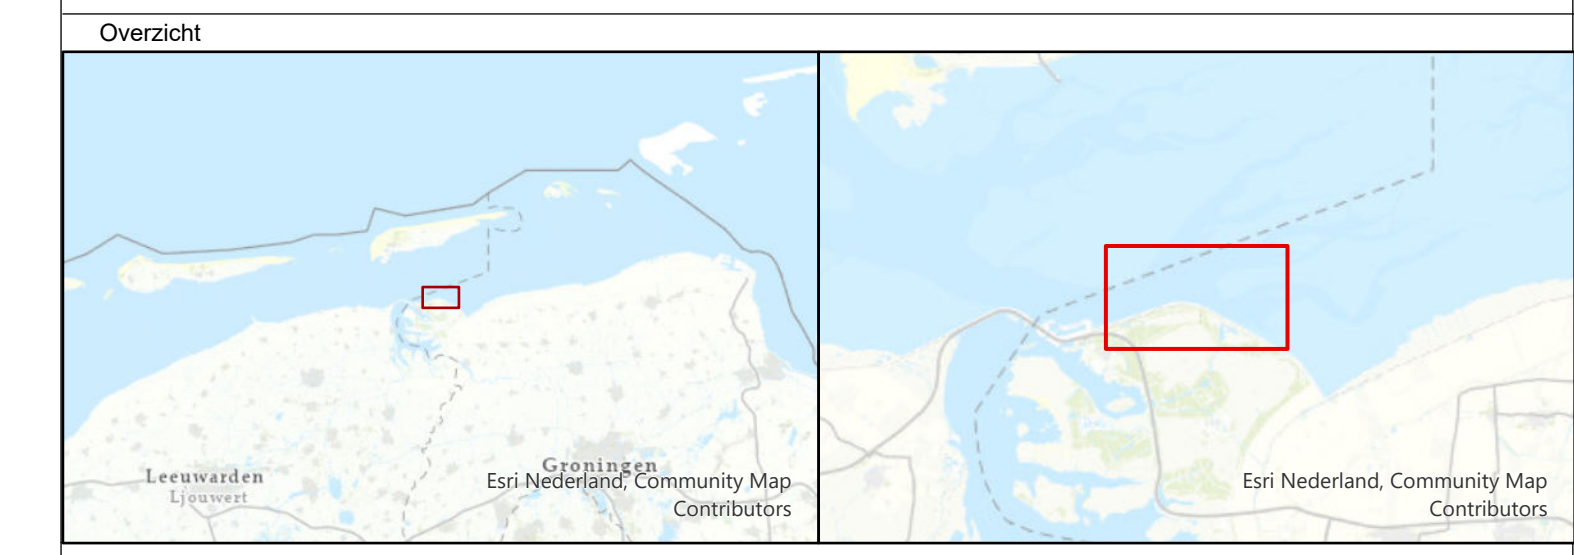 Overzicht
Leeuwarden
Ljouwert
Groningen
Esri Nederland, Community Map
Contributors
Esri Nederland, Community Map
Contributors